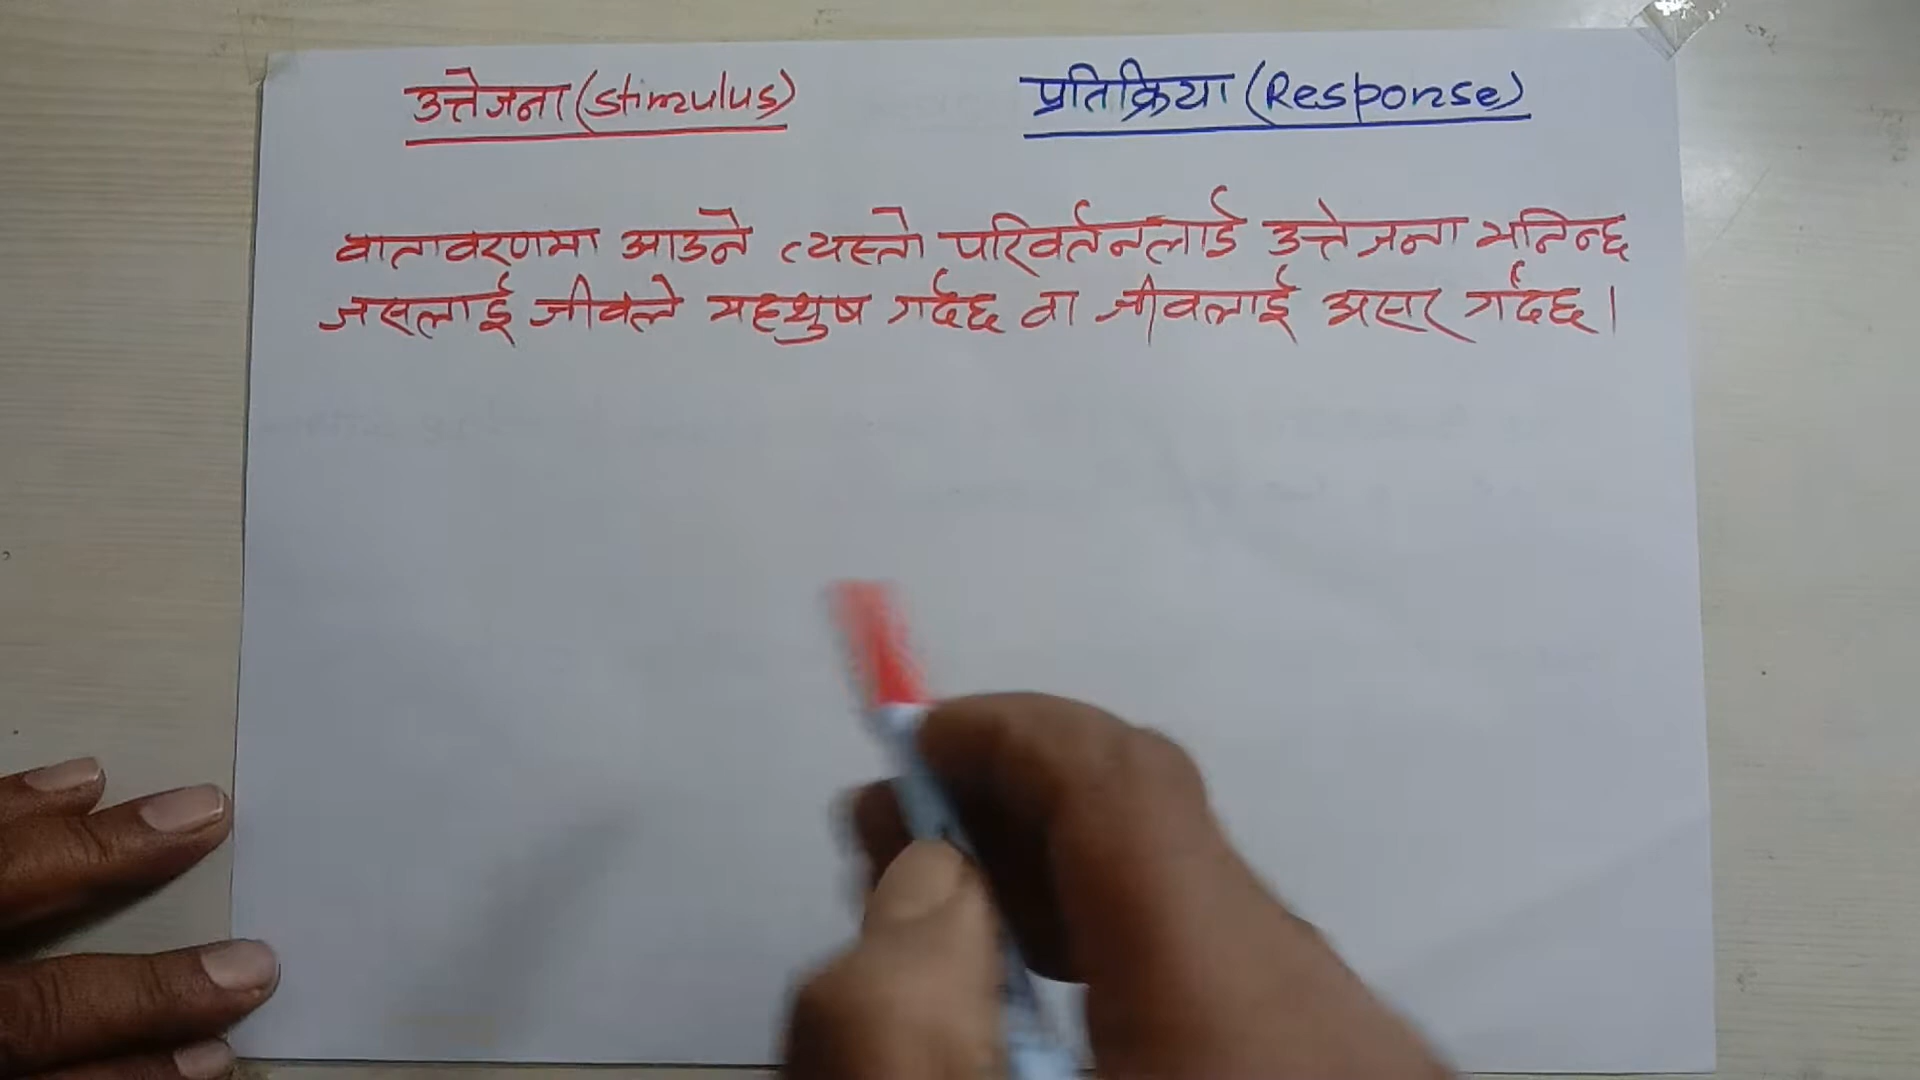 उत्तेजना (Stimulus) प्रतिक्रिया (Response)
वातावरणमा आउने त्यस्तो परिवर्तनलाई उत्तेजना भनिन्छ
जसलाई जीवले महशुष गर्दछ वा जीवलाई असर गर्दछ।